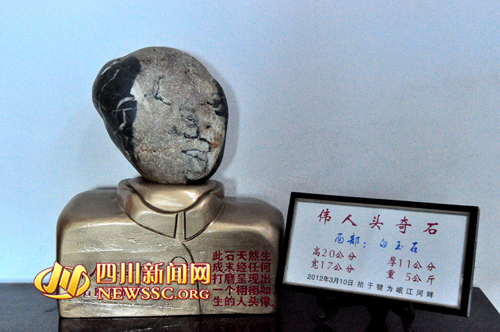 此石天然生
成末经任何
打磨呈现出
一个栩栩如
生的人头像
四川新闻网
NEWSSC.ORG
伟人头奇石
面部：白玉石
高20公分 厚11公分
宽17公分 重5公斤
2012年3月10日 拾于犍为岷江河畔